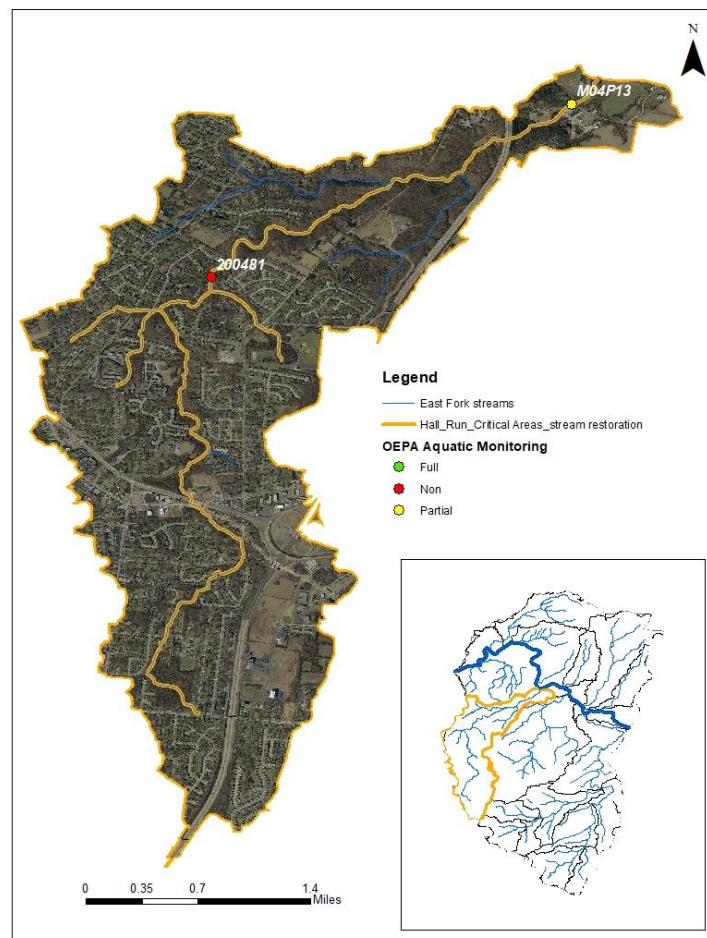 N
M04P13
200481
Legend
East Fork streams
Hall_Run_Critical Areas_stream restoration
OEPA Aquatic Monitoring
Full
Non
Partial
0 0.35 0.7 1.4
Miles